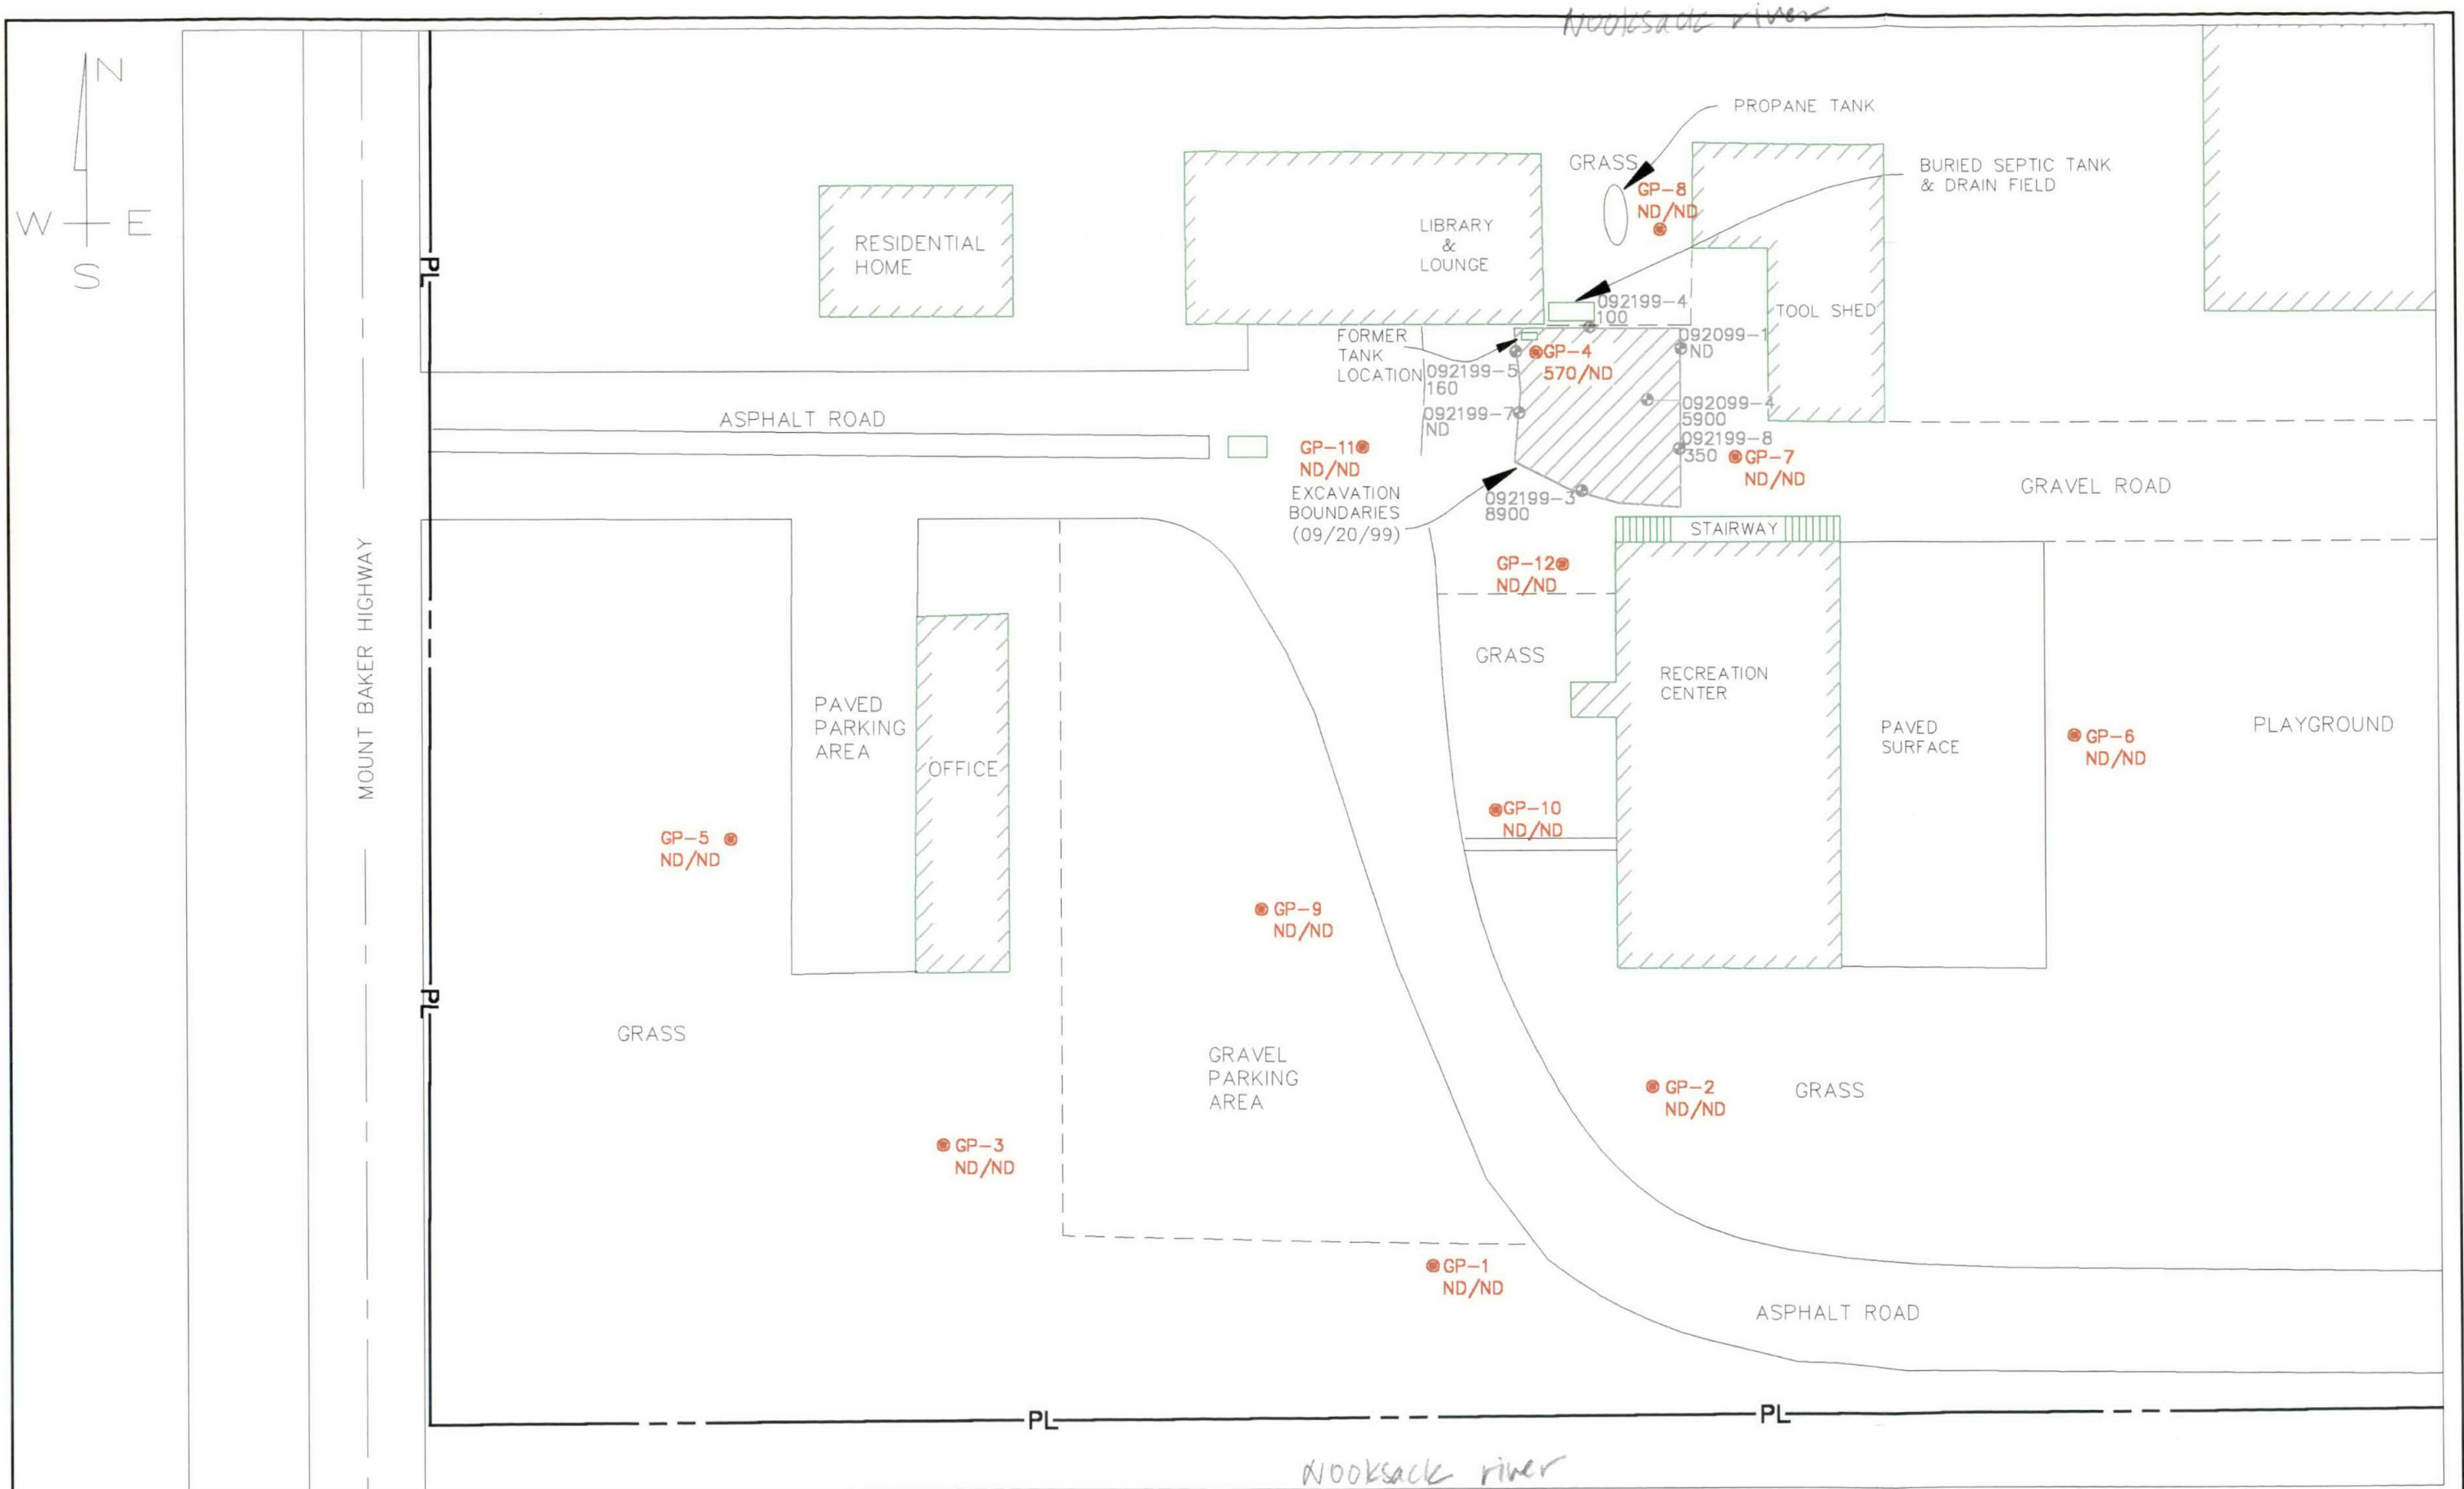 Nooksack river
N
W E
S
PROPANE TANK
GRASS
BURIED SEPTIC TANK
& DRAIN FIELD
GP-8
ND/ND
PL
RESIDENTIAL
HOME
LIBRARY
&
LOUNGE
TOOL SHED
092199-4
100
FORMER
TANK
LOCATION
GP-4
570/ND
092099-1
ND
092199-5
160
092199-7
ND
092099-4
5900
092199-8
350
GP-7
ND/ND
ASPHALT ROAD
GP-11
ND/ND
EXCAVATION
BOUNDARIES
(09/20/99)
092199-3
8900
GRAVEL ROAD
STAIRWAY
GP-12
ND/ND
MOUNT BAKER HIGHWAY
GRASS
RECREATION
CENTER
PAVED
PARKING
AREA
OFFICE
PAVED
SURFACE
GP-6
ND/ND
PLAYGROUND
GP-5
ND/ND
GP-10
ND/ND
GP-9
ND/ND
PL
GRASS
GRAVEL
PARKING
AREA
GP-2
ND/ND
GRASS
GP-3
ND/ND
GP-1
ND/ND
ASPHALT ROAD
PL
PL
Nooksack river